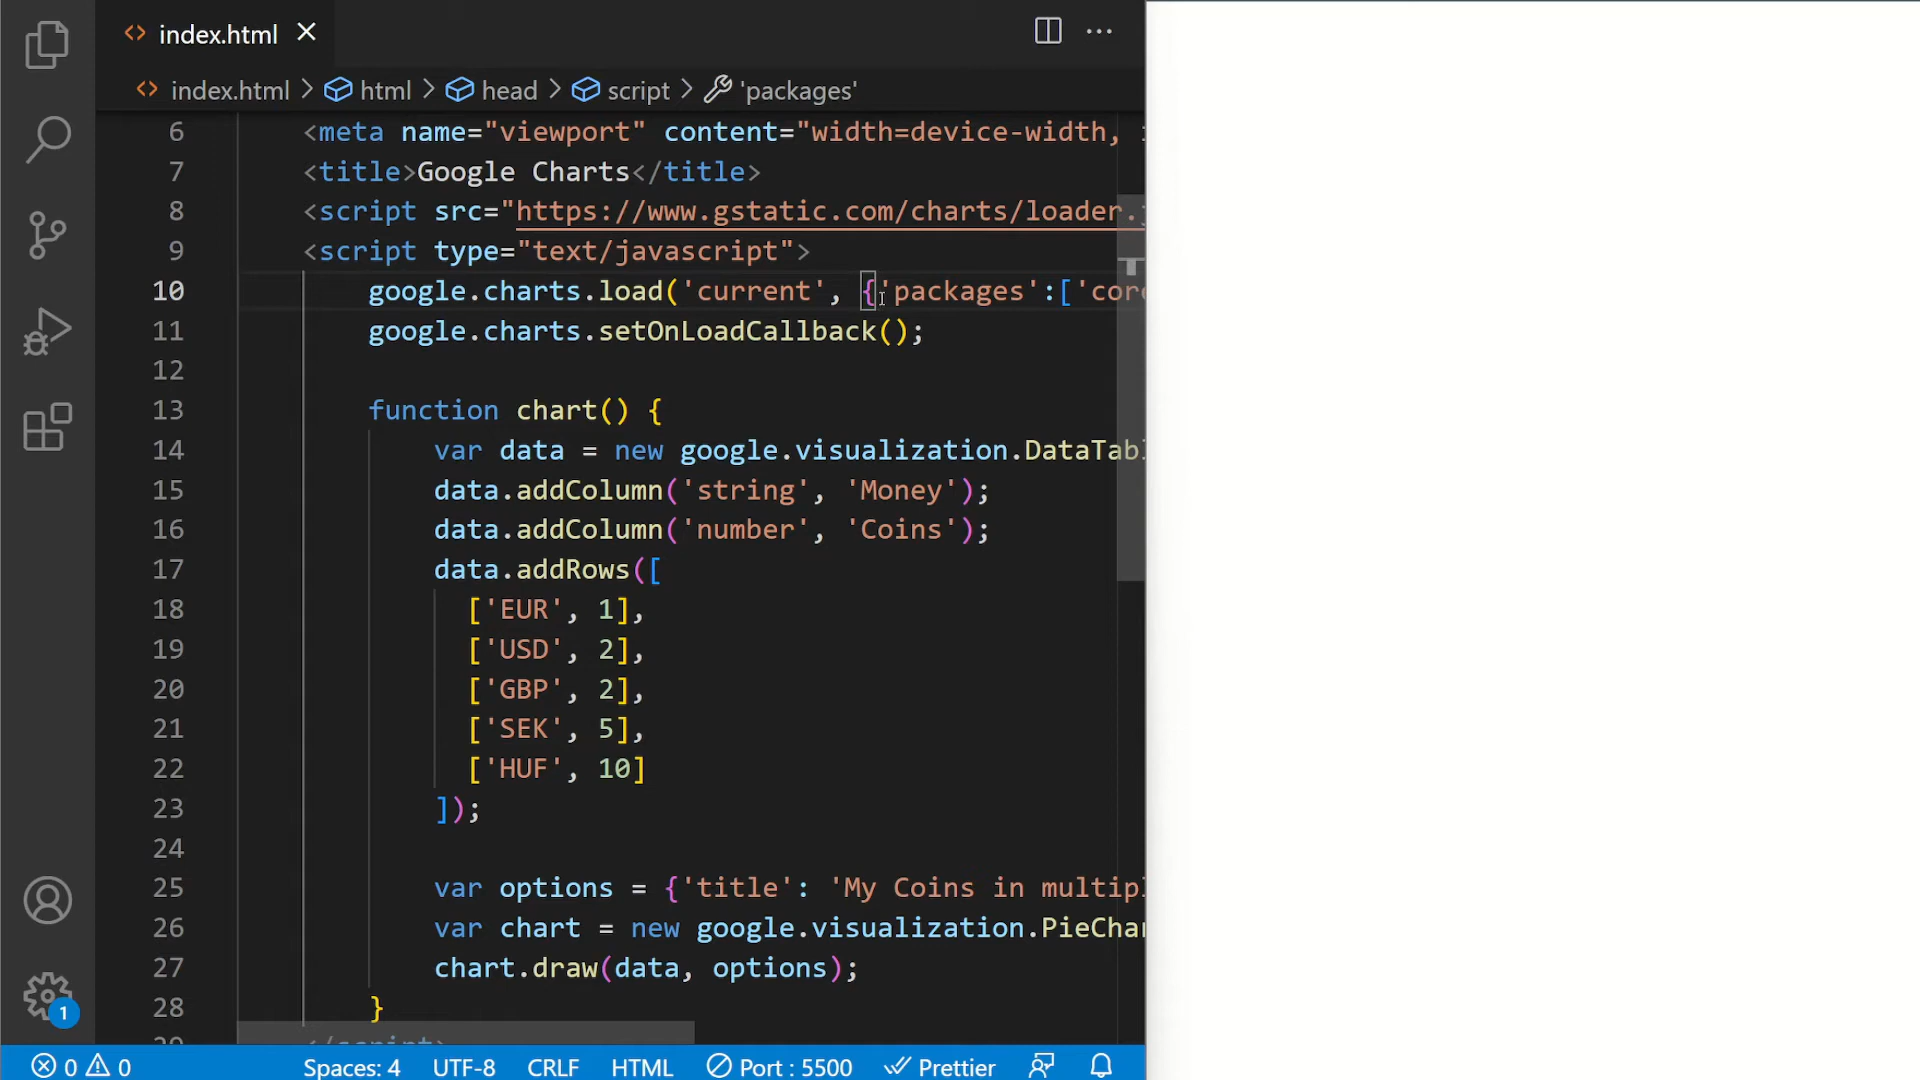 index.html
index.html > html > head > script > 'packages'
6 <meta name="viewport" content="width=device-width,
7 <title>Google Charts</title>
8 <script src="https://www.gstatic.com/charts/loader.
9 <script type="text/javascript">
10 google.charts.load('current', {'packages':['cor
11 google.charts.setOnLoadCallback();
12
13 function chart() {
14 var data = new google.visualization.DataTabl
15 data.addColumn('string', 'Money');
16 data.addColumn('number', 'Coins');
17 data.addRows([
18 ['EUR', 1],
19 ['USD', 2],
20 ['GBP', 2],
21 ['SEK', 5],
22 ['HUF', 10]
23 ]);
24
25 var options = {'title': 'My Coins in multipl
26 var chart = new google.visualization.PieChar
27 chart.draw(data, options);
28 }
29 </script>
1
0 0 Spaces: 4 UTF-8 CRLF HTML Port : 5500 Prettier